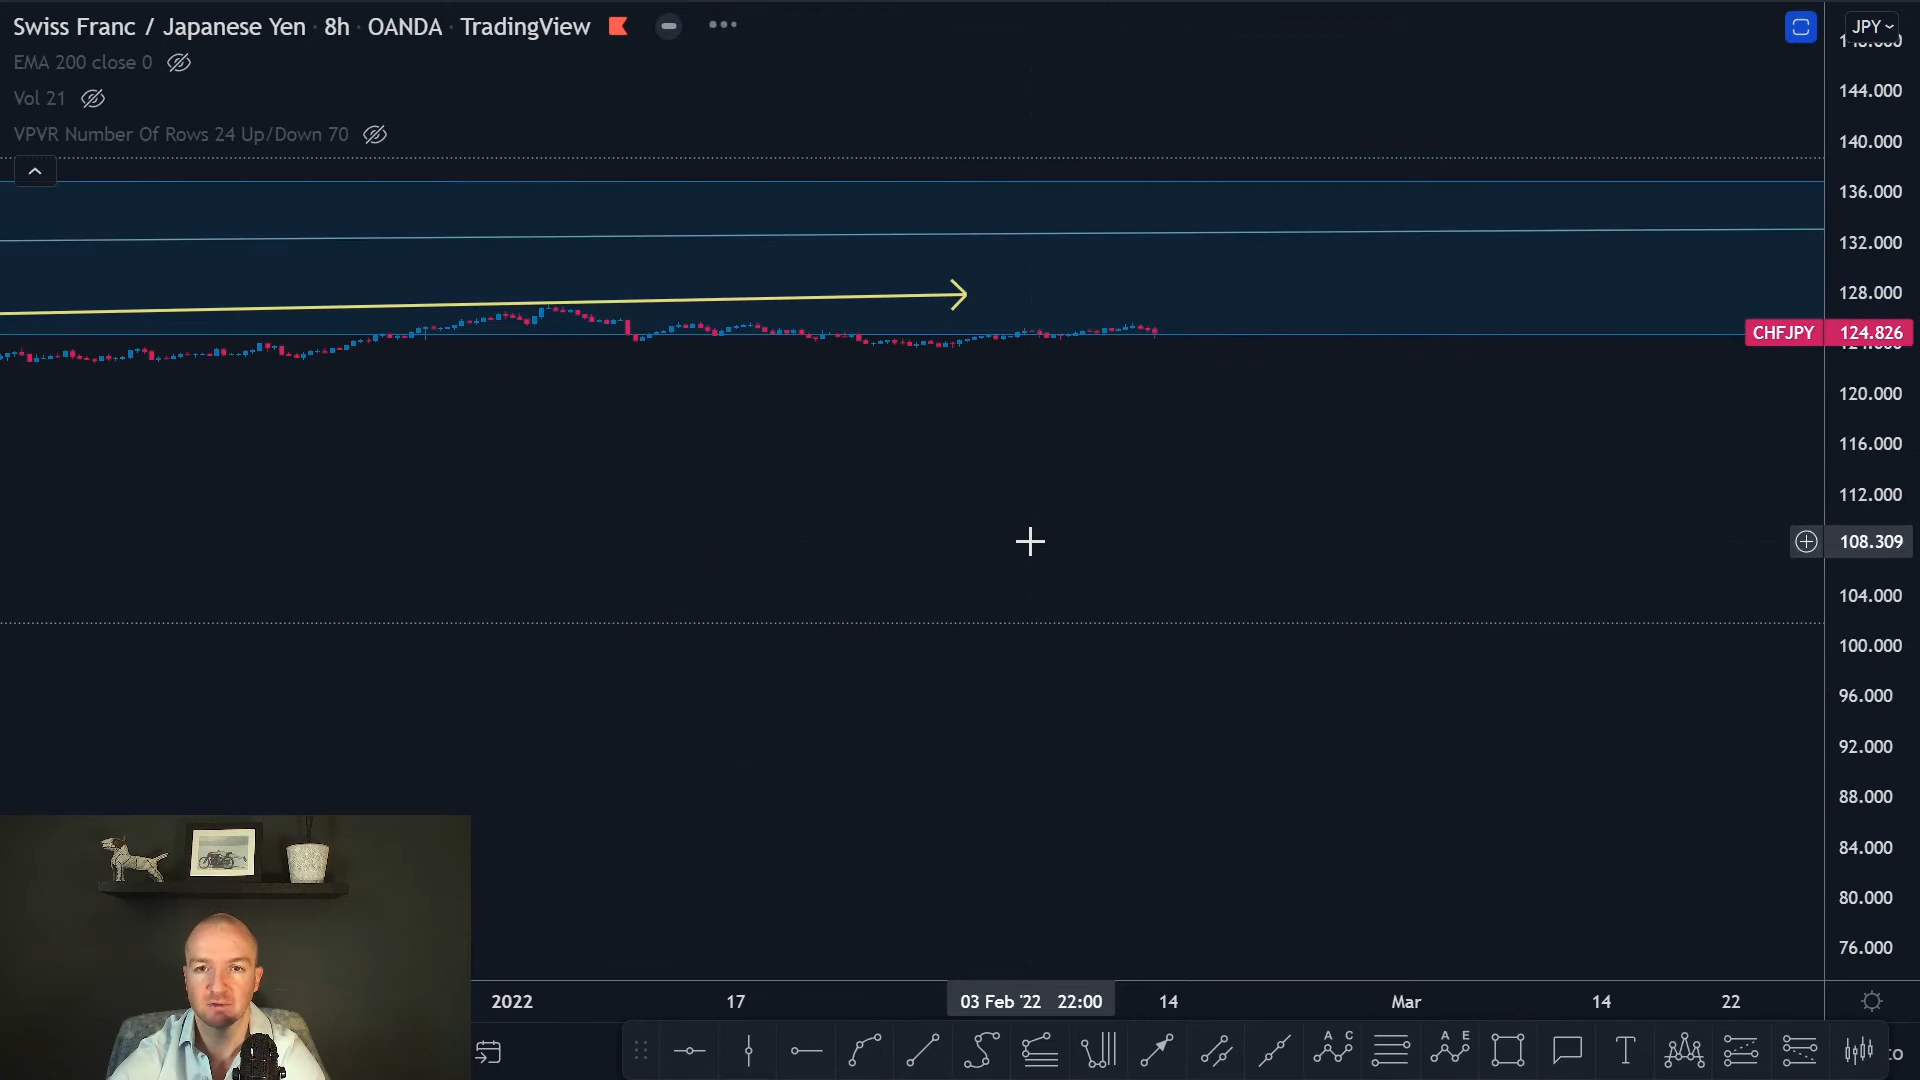 Swiss Franc / Japanese Yen · 8h · OANDA · TradingView
JPY
EMA 200 close 0
Vol 21
VPVR Number Of Rows 24 Up/Down 70
144.000
140.000
136.000
132.000
128.000
CHFJPY 124.826
120.000
116.000
112.000
108.309
104.000
100.000
96.000
92.000
88.000
84.000
80.000
76.000
2022 17 03 Feb '22 22:00 14 Mar 14 22
A C A E T